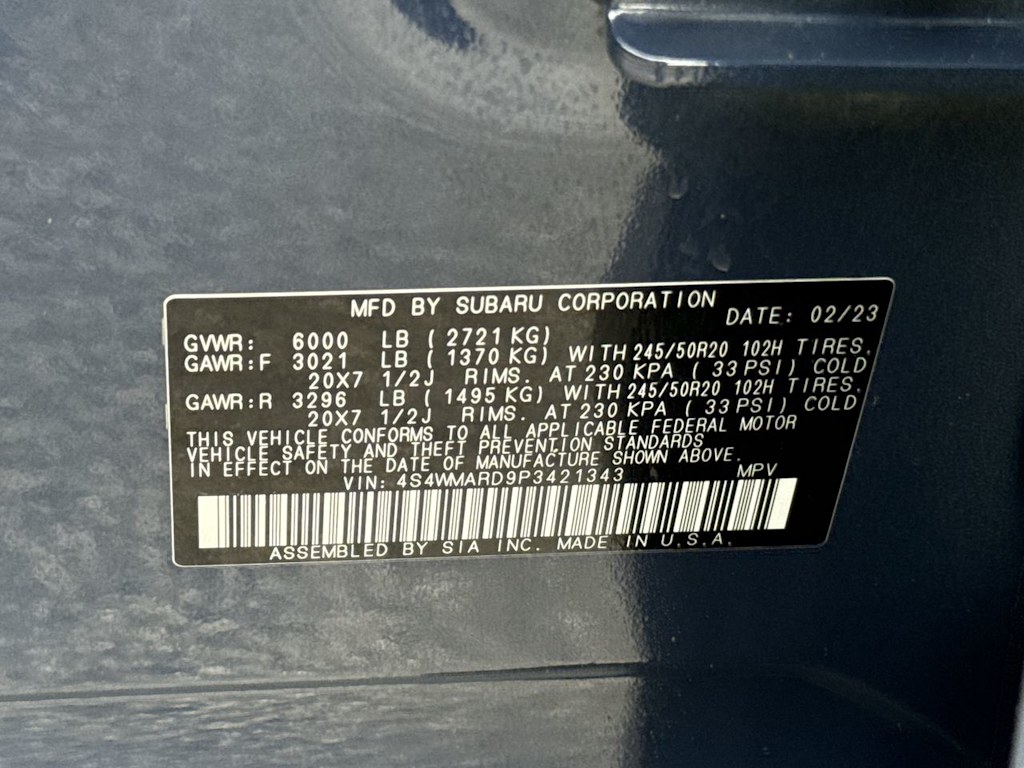 MFD BY SUBARU CORPORATION DATE: 02/23
GVWR: 6000 LB ( 2721 KG)
GAWR:F 3021 LB ( 1370 KG) WITH 245/50R20 102H TIRES,
20X7 1/2J RIMS. AT 230 KPA ( 33 PSI) COLD
GAWR:R 3296 LB ( 1495 KG) WITH 245/50R20 102H TIRES.
20X7 1/2J RIMS. AT 230 KPA ( 33 PSI) COLD
THIS VEHICLE CONFORMS TO ALL APPLICABLE FEDERAL MOTOR
VEHICLE SAFETY AND THEFT PREVENTION STANDARDS
IN EFFECT ON THE DATE OF MANUFACTURE SHOWN ABOVE.
VIN: 4S4WMARD9P3421343 MPV
ASSEMBLED BY SIA INC. MADE IN U.S.A.